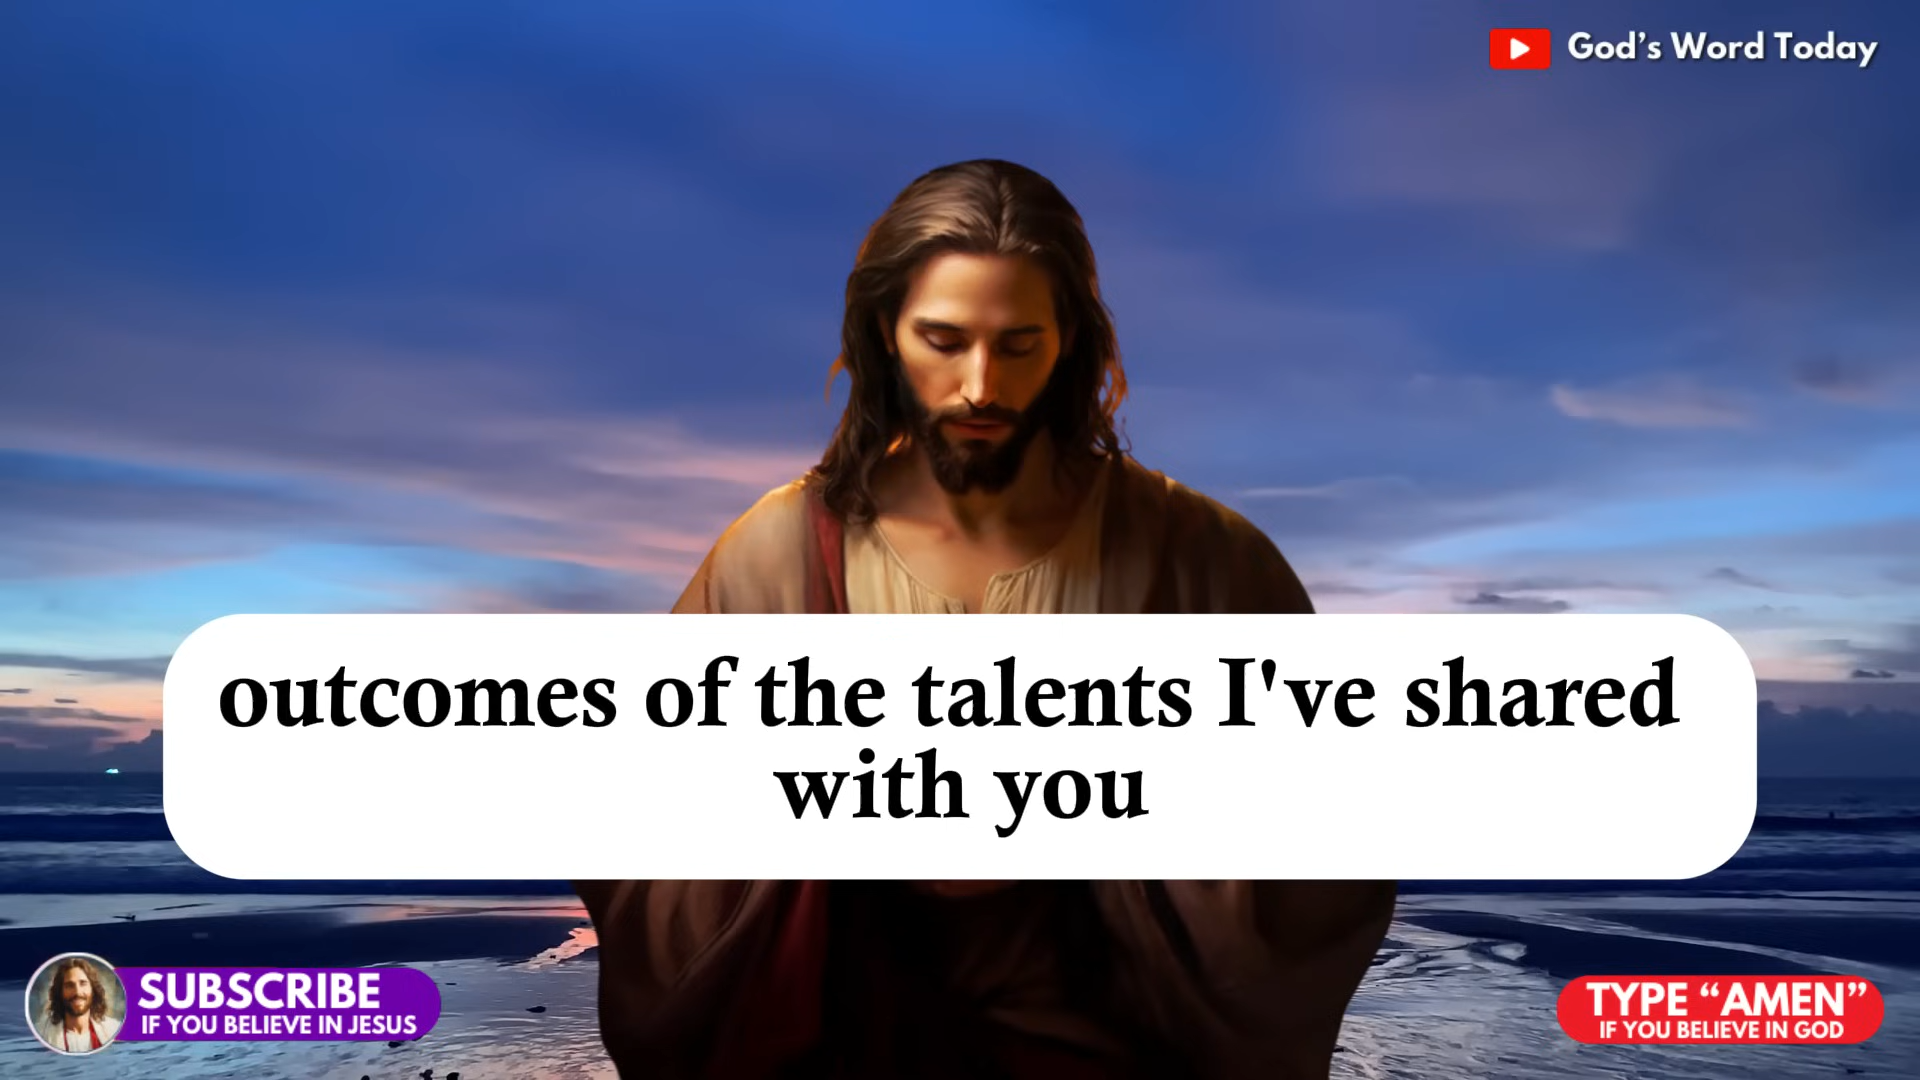 God's Word Today
outcomes of the talents I've shared
with you
SUBSCRIBE
IF YOU BELIEVE IN JESUS
TYPE “AMEN”
IF YOU BELIEVE IN GOD